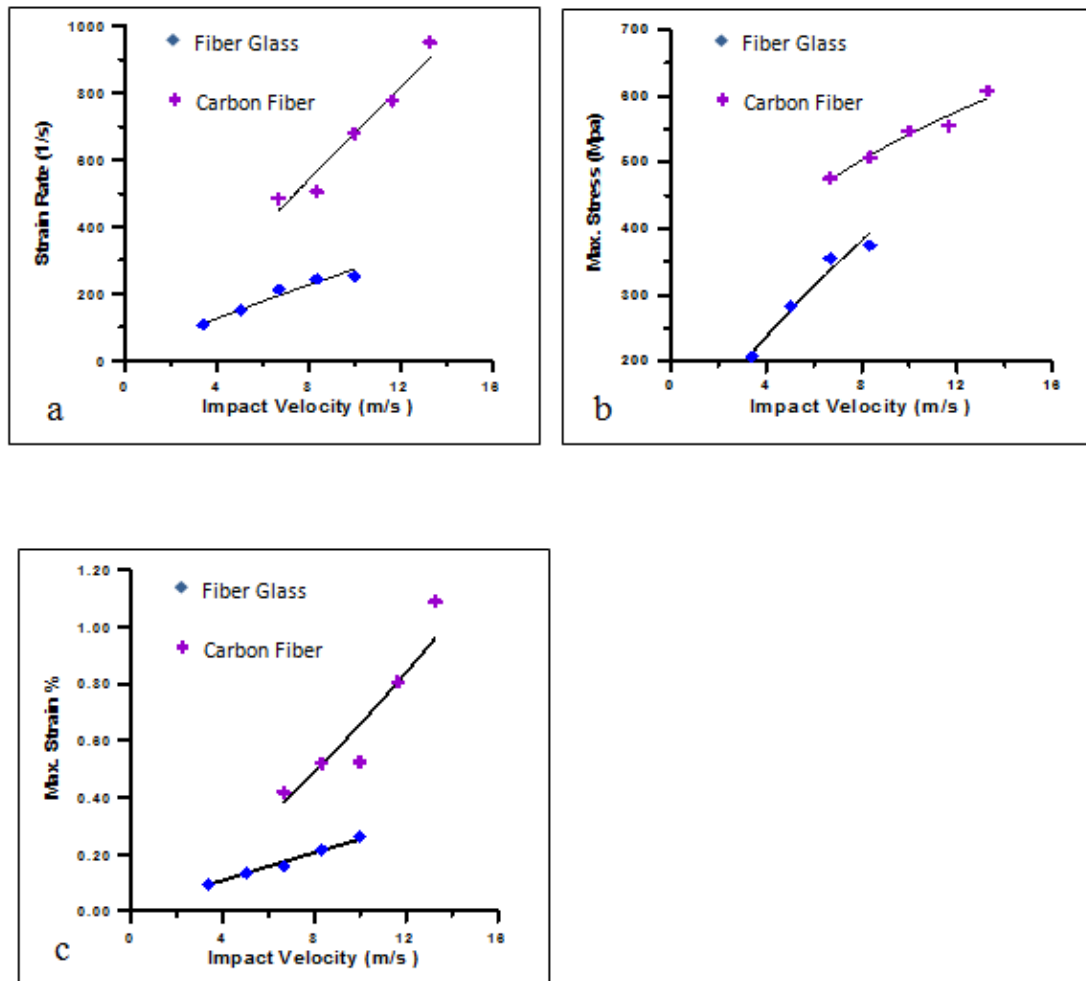 1000
800
600
400
200
0
Strain Rate (1/s)
Fiber Glass
Carbon Fiber
0 4 8 12 16
a
Impact Velocity (m/s )
700
600
500
400
300
200
Max. Stress (Mpa)
Fiber Glass
Carbon Fiber
0 4 8 12 16
b
Impact Velocity (m/s )
1.20
1.00
0.80
0.60
0.40
0.20
0.00
Max. Strain %
Fiber Glass
Carbon Fiber
0 4 8 12 16
c
Impact Velocity (m/s )